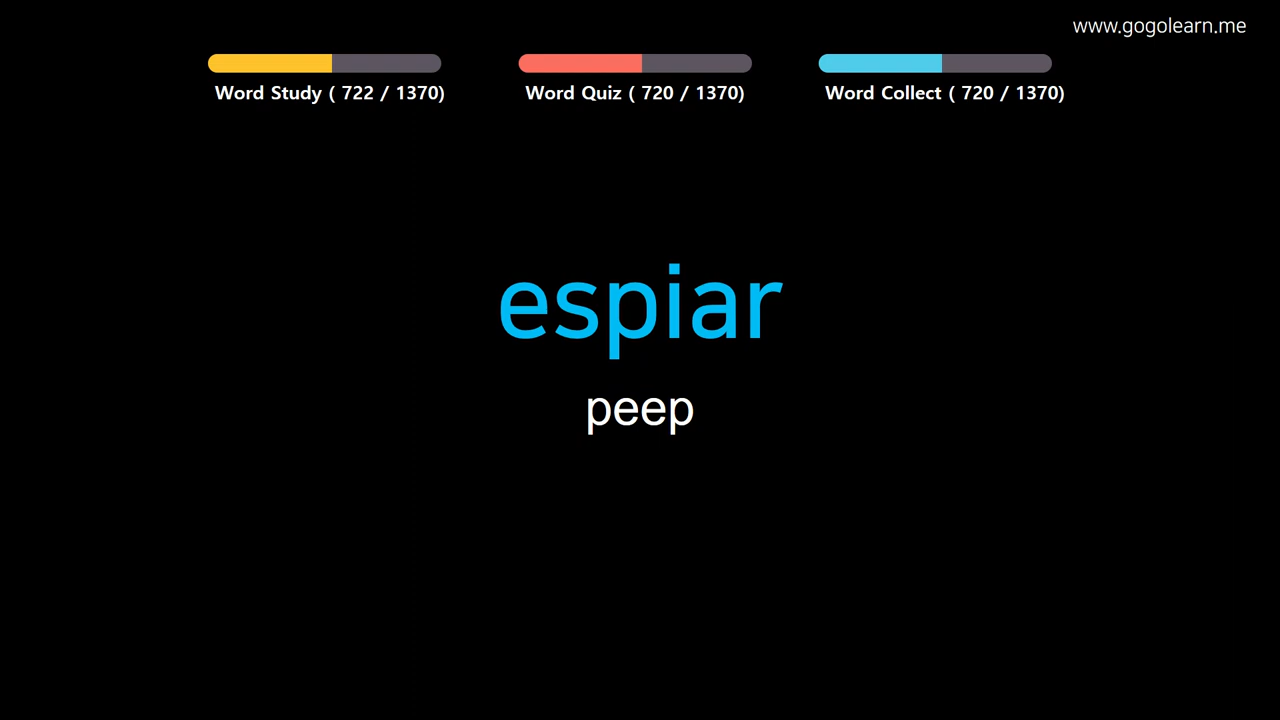 www.gogolearn.me
Word Study ( 722 / 1370)
Word Quiz ( 720 / 1370)
Word Collect ( 720 / 1370)
espiar
peep